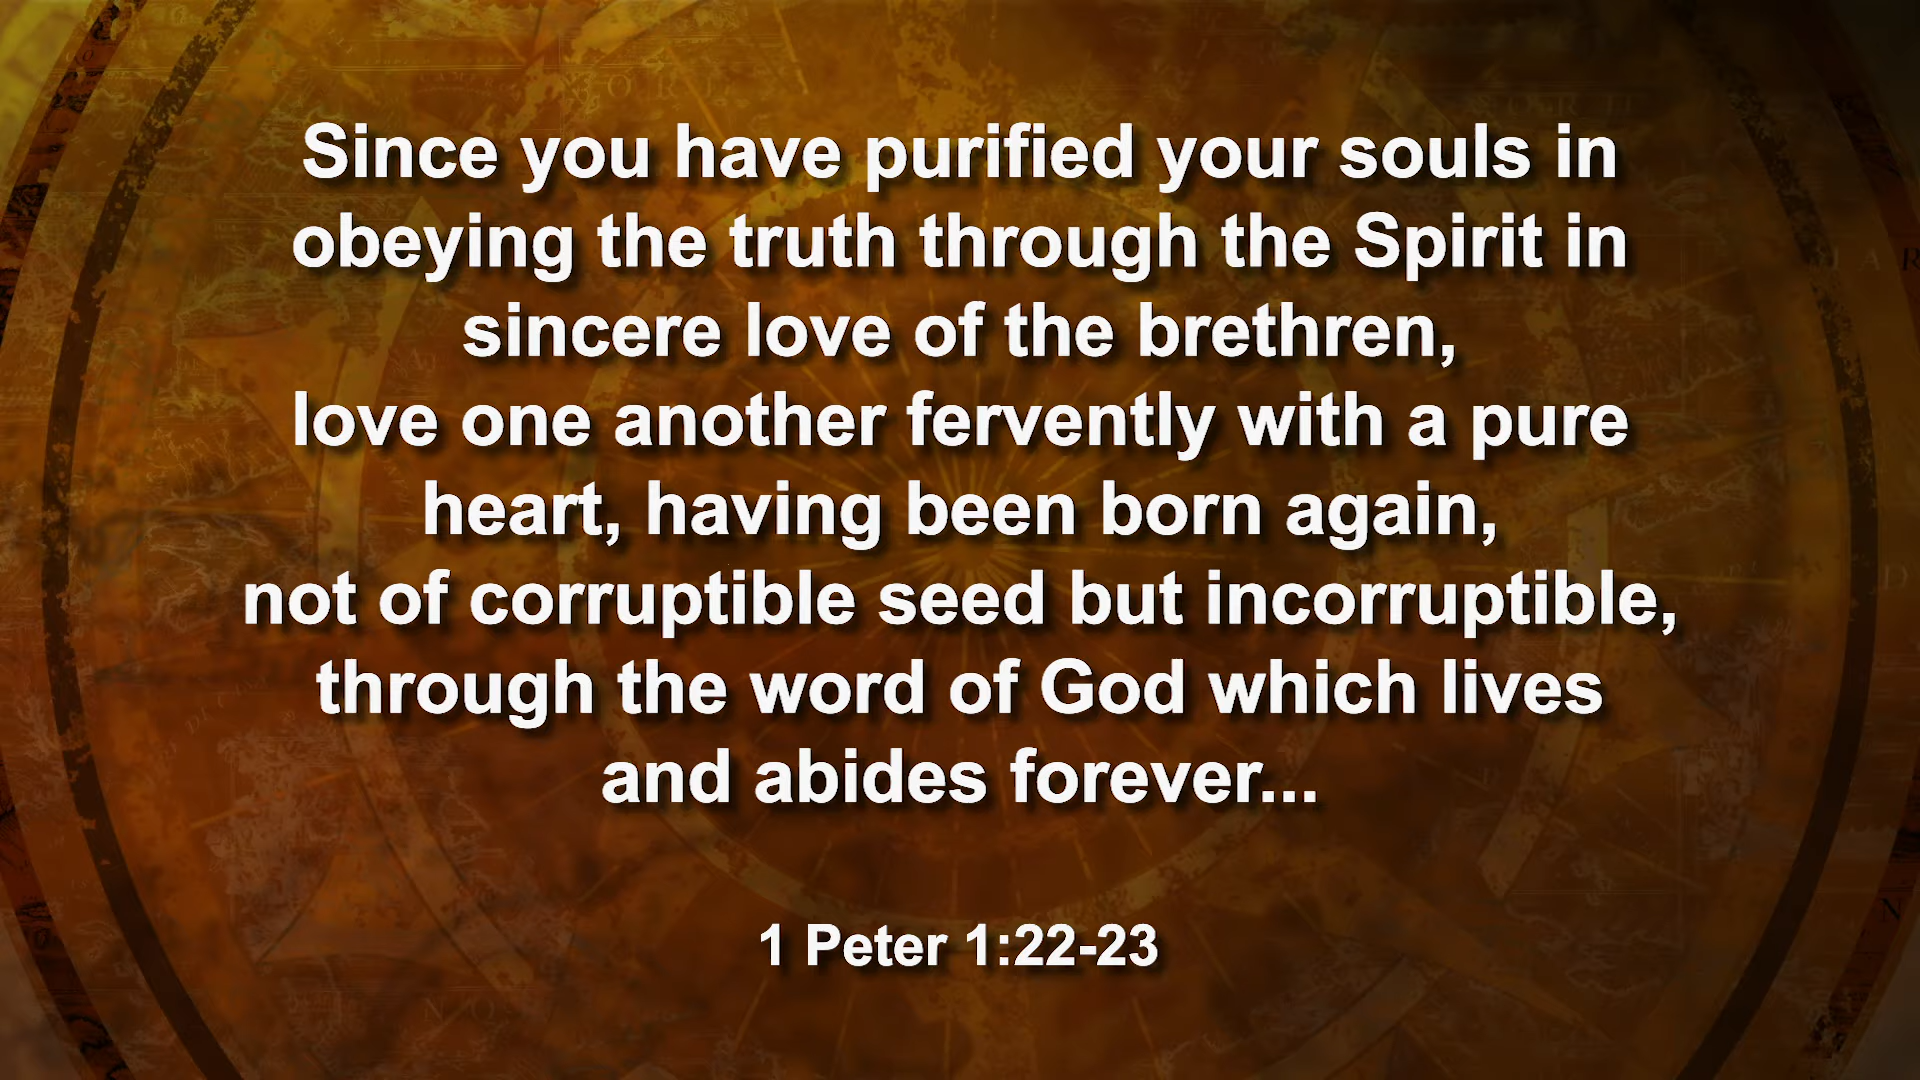 Since you have purified your souls in
obeying the truth through the Spirit in
sincere love of the brethren,
love one another fervently with a pure
heart, having been born again,
not of corruptible seed but incorruptible,
through the word of God which lives
and abides forever...
1 Peter 1:22-23